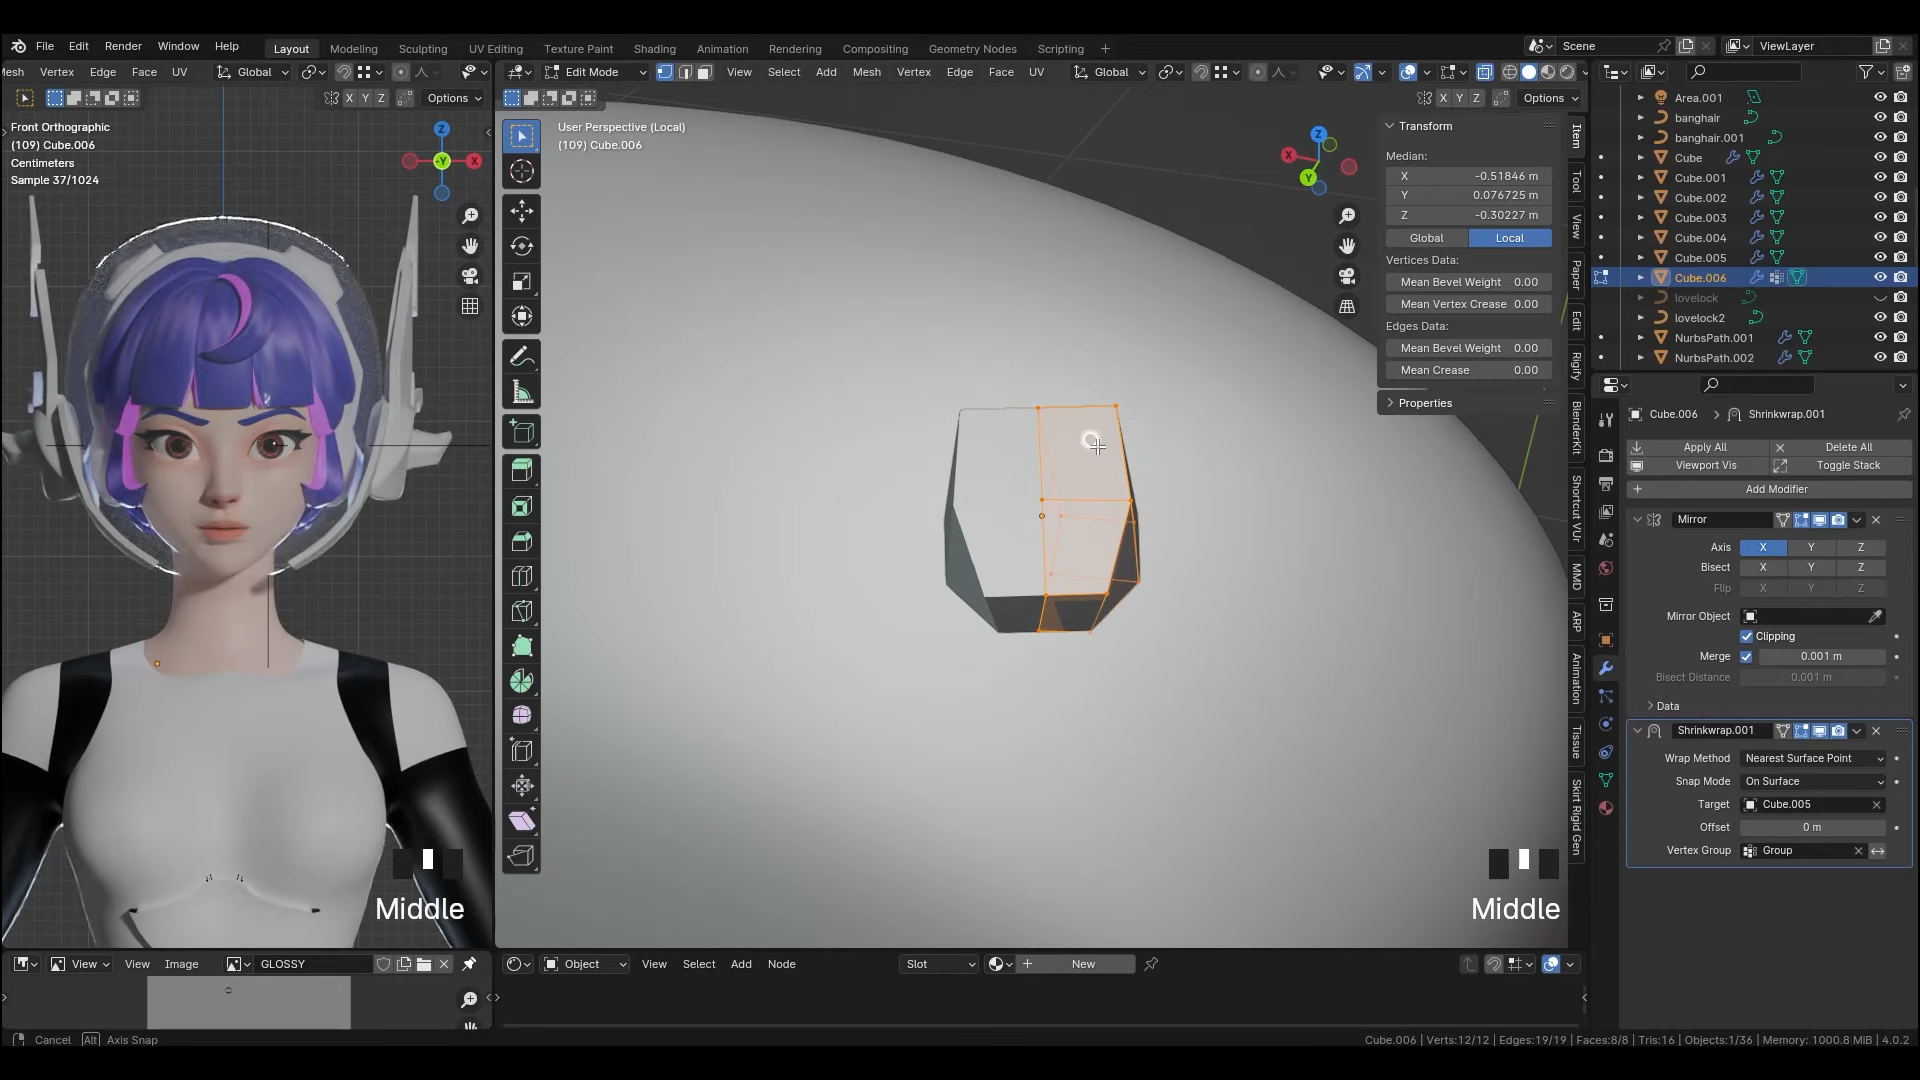 File Edit Render Window Help Layout Modeling Sculpting UV Editing Texture Paint Shading Animation Rendering Compositing Geometry Nodes Scripting + Scene ViewLayer
Mesh Vertex Edge Face UV Global Edit Mode View Select Add Mesh Vertex Edge Face UV Global
X Y Z Options X Y Z Options
Front Orthographic
(109) Cube.006
Centimeters
Sample 37/1024
Z
-Y
X
User Perspective (Local)
(109) Cube.006
Z
X
Y
Transform
Median:
X -0.51846 m
Y 0.076725 m
Z -0.30227 m
Global Local
Vertices Data:
Mean Bevel Weight 0.00
Mean Vertex Crease 0.00
Edges Data:
Mean Bevel Weight 0.00
Mean Crease 0.00
Properties
Item
Tool
View
Paper
Edit
Rigify
BlenderKit
Shortcut VUr
MMD
ARP
Animation
Tissue
Skirt Rigid Gen
Area.001
banghair
banghair.001
Cube
Cube.001
Cube.002
Cube.003
Cube.004
Cube.005
Cube.006
lovelock
lovelock2
NurbsPath.001
NurbsPath.002
Cube.006 Shrinkwrap.001
Apply All Delete All
Viewport Vis Toggle Stack
Add Modifier
Mirror
Axis X Y Z
Bisect X Y Z
Flip X Y Z
Mirror Object
Clipping
Merge 0.001 m
Bisect Distance 0.001 m
Data
Shrinkwrap.001
Wrap Method Nearest Surface Point
Snap Mode On Surface
Target Cube.005
Offset 0 m
Vertex Group Group
Middle
Middle
View View Image GLOSSY
Object View Select Add Node Slot New
Cancel Alt Axis Snap
Cube.006 | Verts:12/12 | Edges:19/19 | Faces:8/8 | Tris:16 | Objects:1/36 | Memory: 1000.8 MiB | 4.0.2